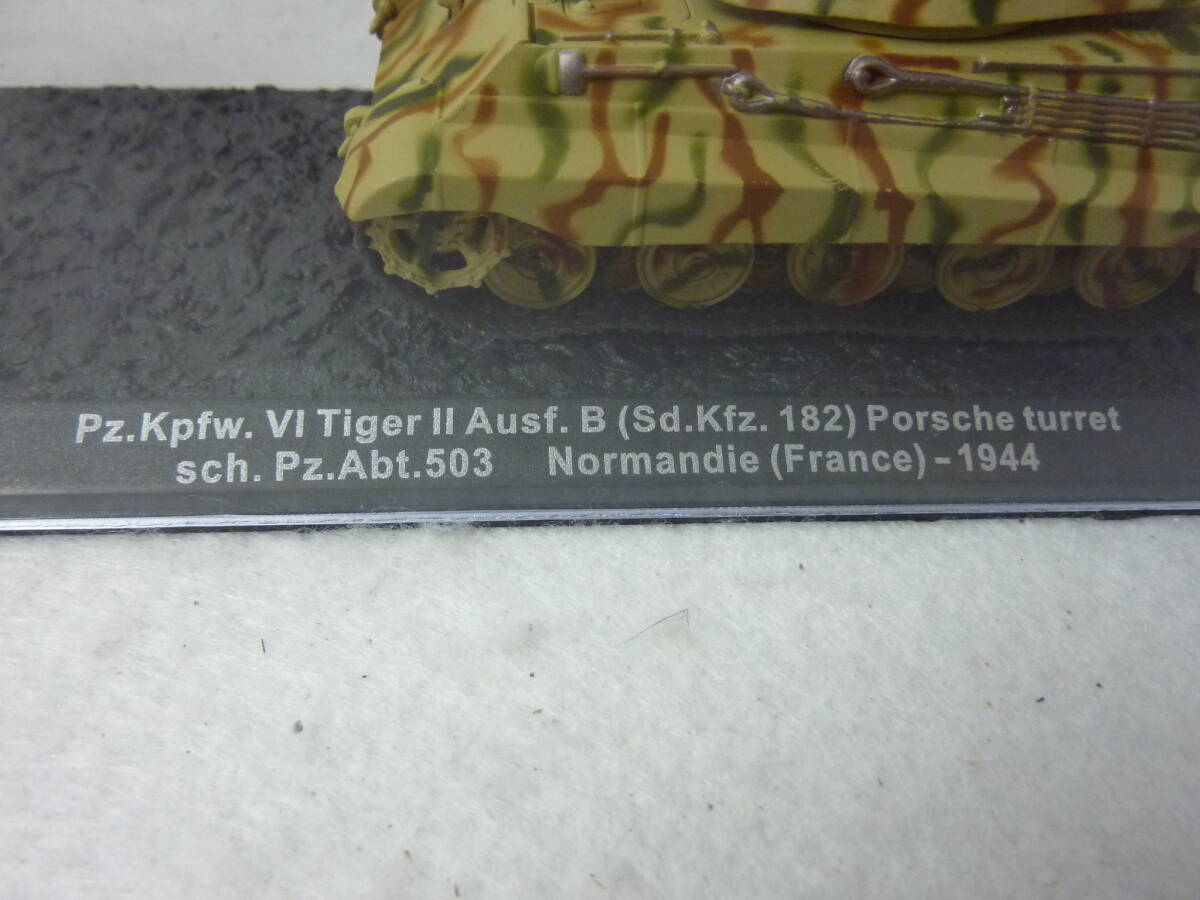 Pz.Kpfw. VI Tiger II Ausf. B (Sd.Kfz. 182) Porsche turret
sch. Pz.Abt.503 Normandie (France) - 1944